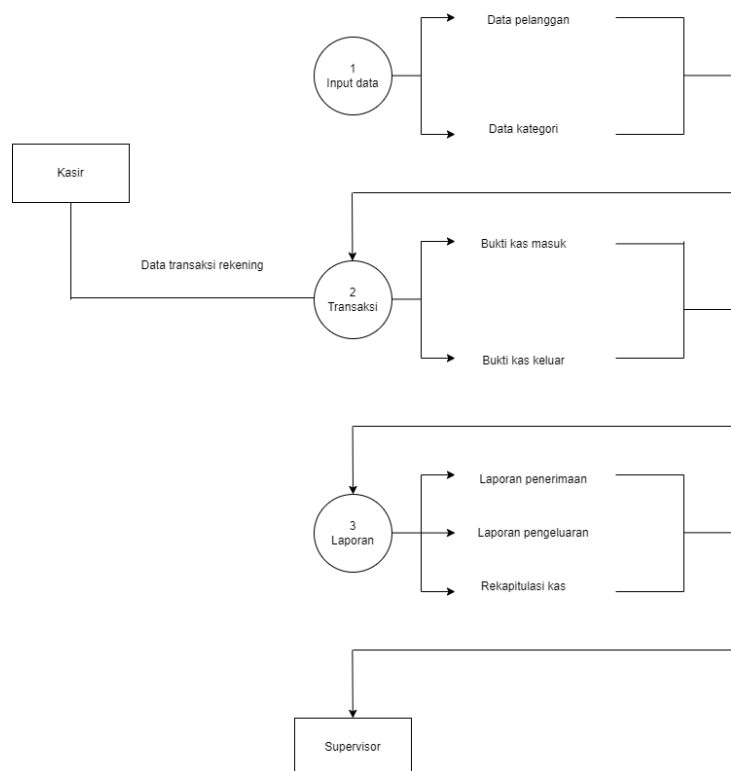 Data pelanggan
1
Input data
Data kategori
Kasir
Data transaksi rekening
Bukti kas masuk
2
Transaksi
Bukti kas keluar
Laporan penerimaan
3
Laporan
Laporan pengeluaran
Rekapitulasi kas
Supervisor